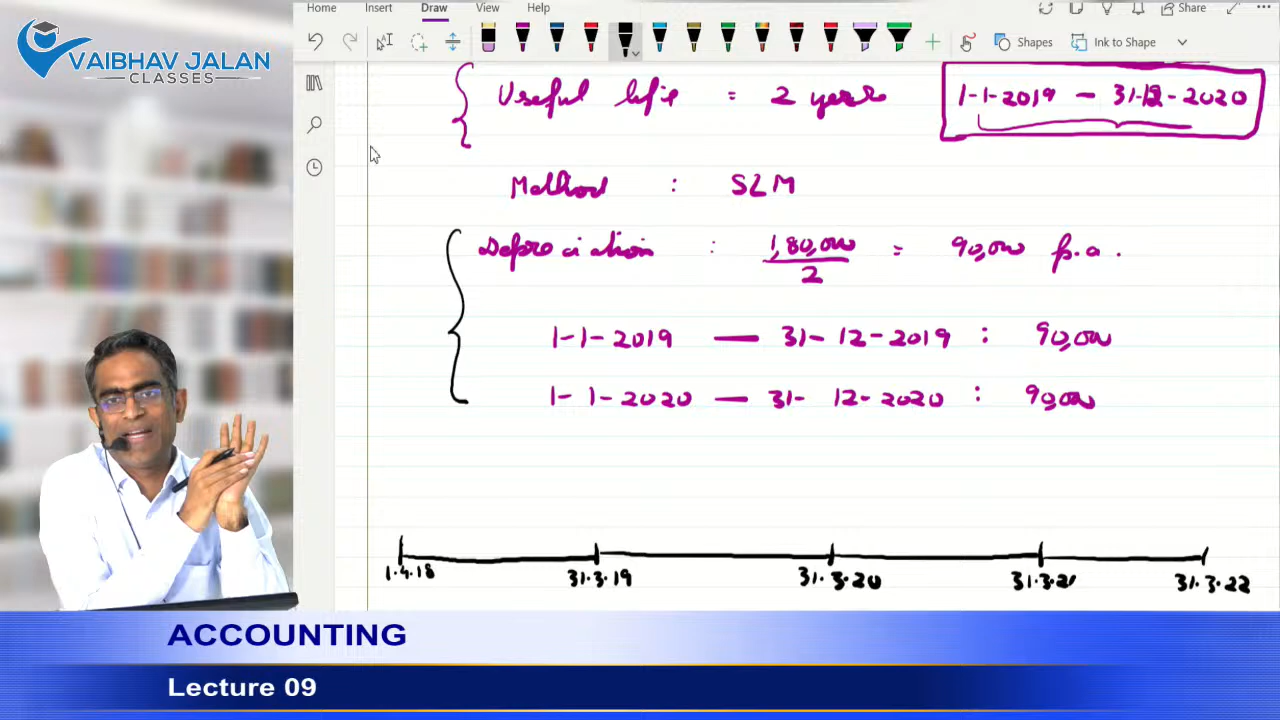 VAIBHAV JALAN
CLASSES
Home Insert Draw View Help
Share
Shapes Ink to Shape
Useful life = 2 years
1-1-2019 — 31-12-2020
Method : SLM
Depreciation : 1,80,000 / 2 = 90,000 p.a.
1-1-2019 — 31-12-2019 : 90,000
1-1-2020 — 31-12-2020 : 90,000
1.4.18 31.3.19 31.3.20 31.3.21 31.3.22
ACCOUNTING
Lecture 09